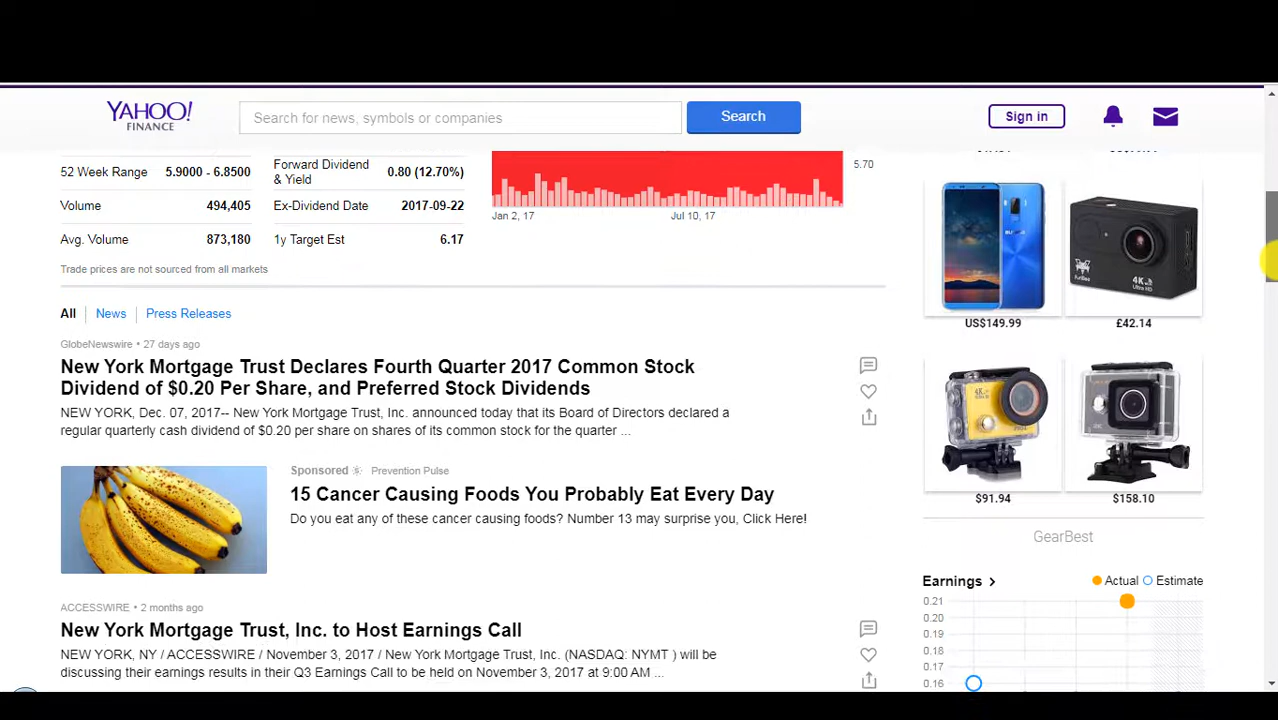 YAHOO!
FINANCE
Search for news, symbols or companies
Search
Sign in
52 Week Range 5.9000 - 6.8500
Volume 494,405
Avg. Volume 873,180
Forward Dividend & Yield 0.80 (12.70%)
Ex-Dividend Date 2017-09-22
1y Target Est 6.17
5.70
Jan 2, 17 Jul 10, 17
Trade prices are not sourced from all markets
All News Press Releases
GlobeNewswire • 27 days ago
New York Mortgage Trust Declares Fourth Quarter 2017 Common Stock
Dividend of $0.20 Per Share, and Preferred Stock Dividends
NEW YORK, Dec. 07, 2017-- New York Mortgage Trust, Inc. announced today that its Board of Directors declared a
regular quarterly cash dividend of $0.20 per share on shares of its common stock for the quarter ...
Sponsored Prevention Pulse
15 Cancer Causing Foods You Probably Eat Every Day
Do you eat any of these cancer causing foods? Number 13 may surprise you, Click Here!
ACCESSWIRE • 2 months ago
New York Mortgage Trust, Inc. to Host Earnings Call
NEW YORK, NY / ACCESSWIRE / November 3, 2017 / New York Mortgage Trust, Inc. (NASDAQ: NYMT ) will be
discussing their earnings results in their Q3 Earnings Call to be held on November 3, 2017 at 9:00 AM ...
4K
Ultra HD
US$149.99 £42.14
4K
$91.94 $158.10
GearBest
Earnings Actual Estimate
0.21
0.20
0.19
0.18
0.17
0.16